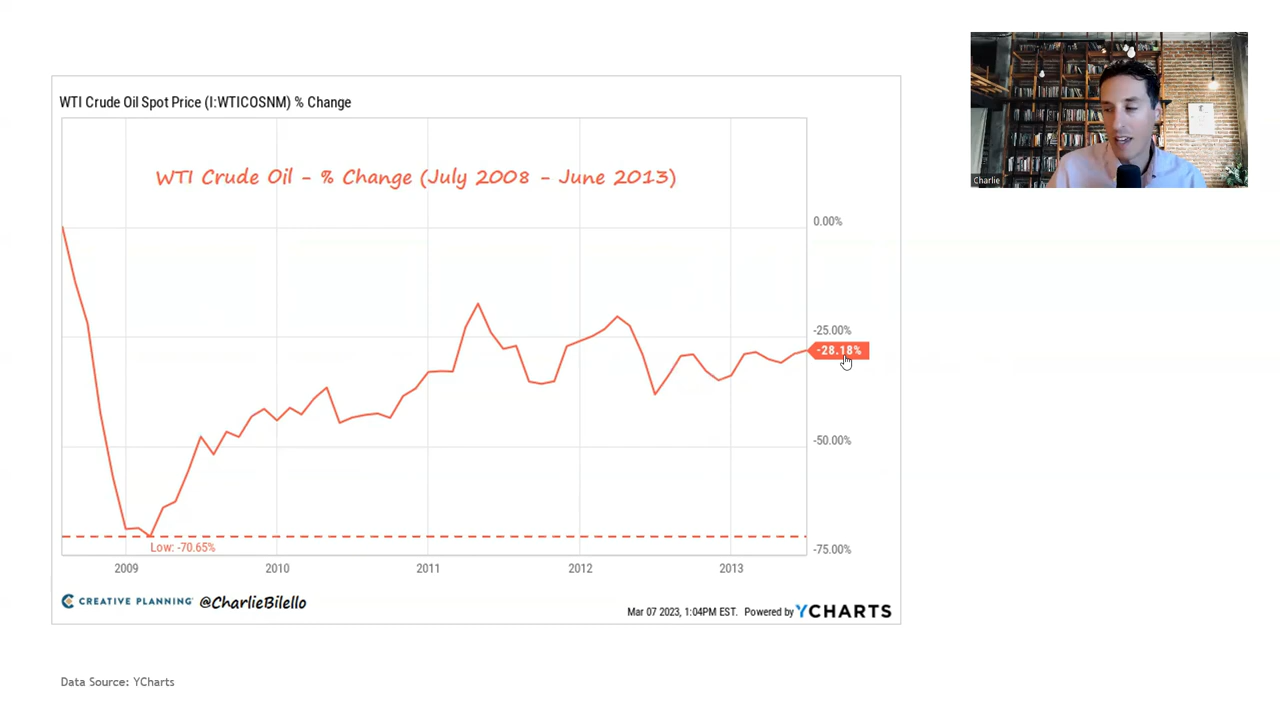 WTI Crude Oil Spot Price (I:WTICOSNM) % Change
WTI Crude Oil - % Change (July 2008 - June 2013)
0.00%
-25.00%
-28.18%
-50.00%
-75.00%
Low: -70.65%
2009 2010 2011 2012 2013
CREATIVE PLANNING @CharlieBilello
Mar 07 2023, 1:04PM EST. Powered by YCHARTS
Data Source: YCharts
Charlie